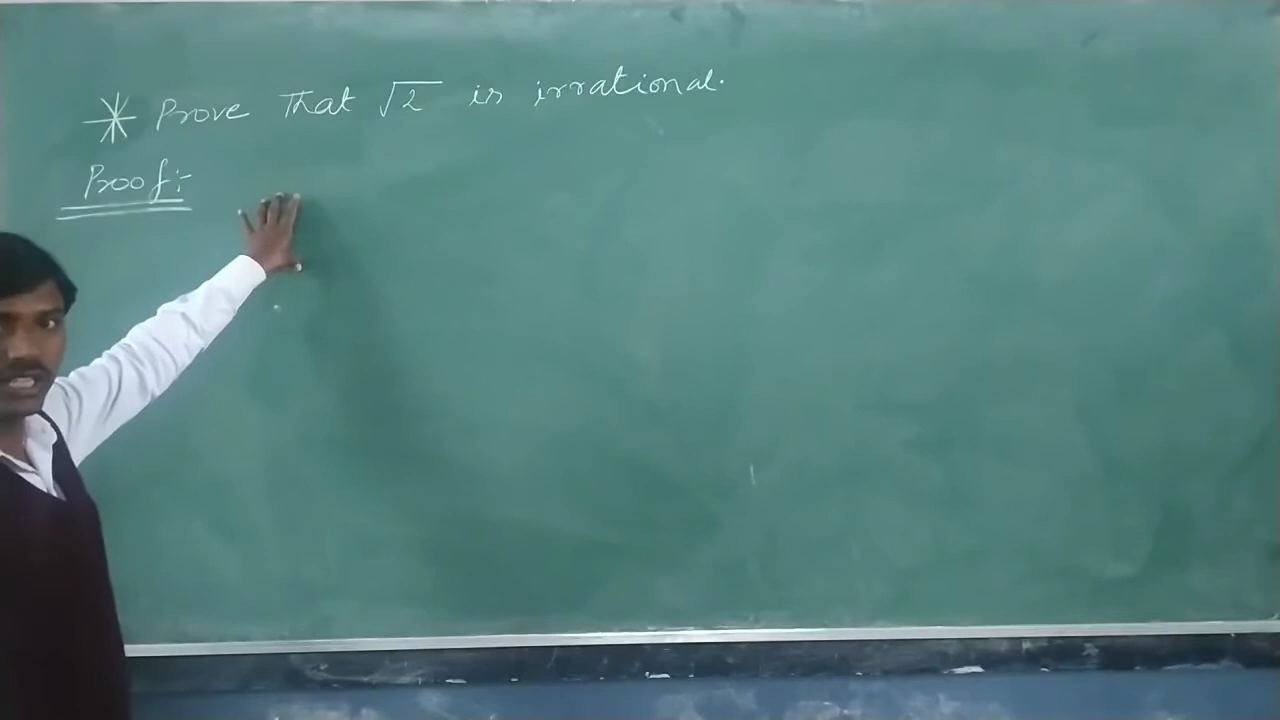 * Prove That √2 is irrational.
Proof:-